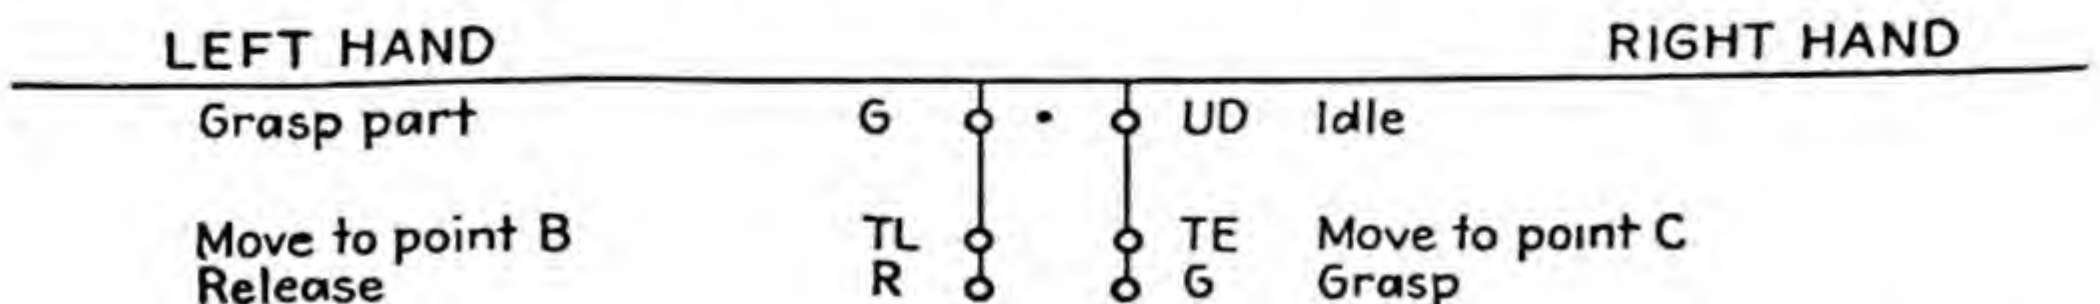 LEFT HAND RIGHT HAND
Grasp part G UD Idle
Move to point B TL TE Move to point C
Release R G Grasp